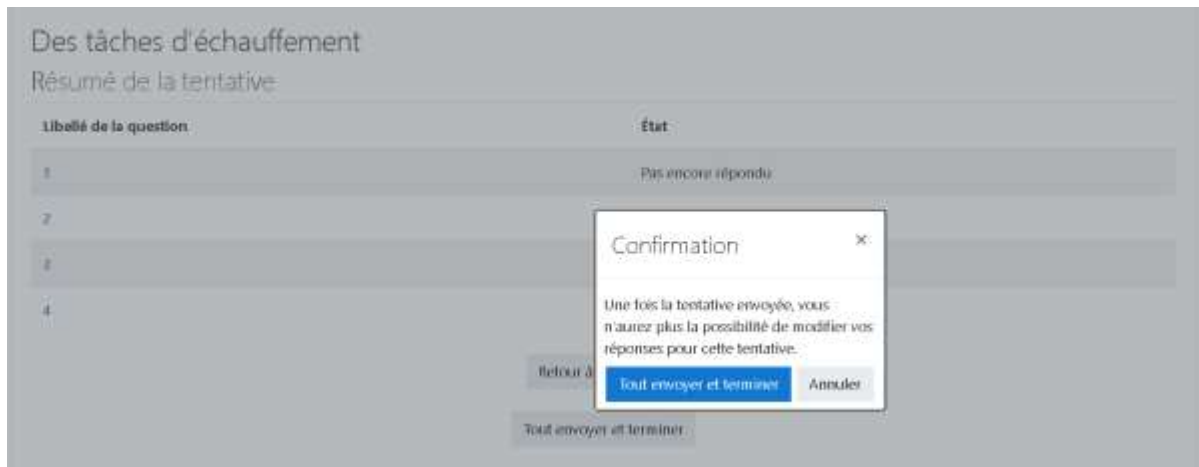 Des tâches d'échauffement
Résumé de la tentative
Libellé de la question État
1 Pas encore répondu
2
3
4
Confirmation ×
Une fois la tentative envoyée, vous
n'aurez plus la possibilité de modifier vos
réponses pour cette tentative.
Tout envoyer et terminer Annuler
Retour à
Tout envoyer et terminer